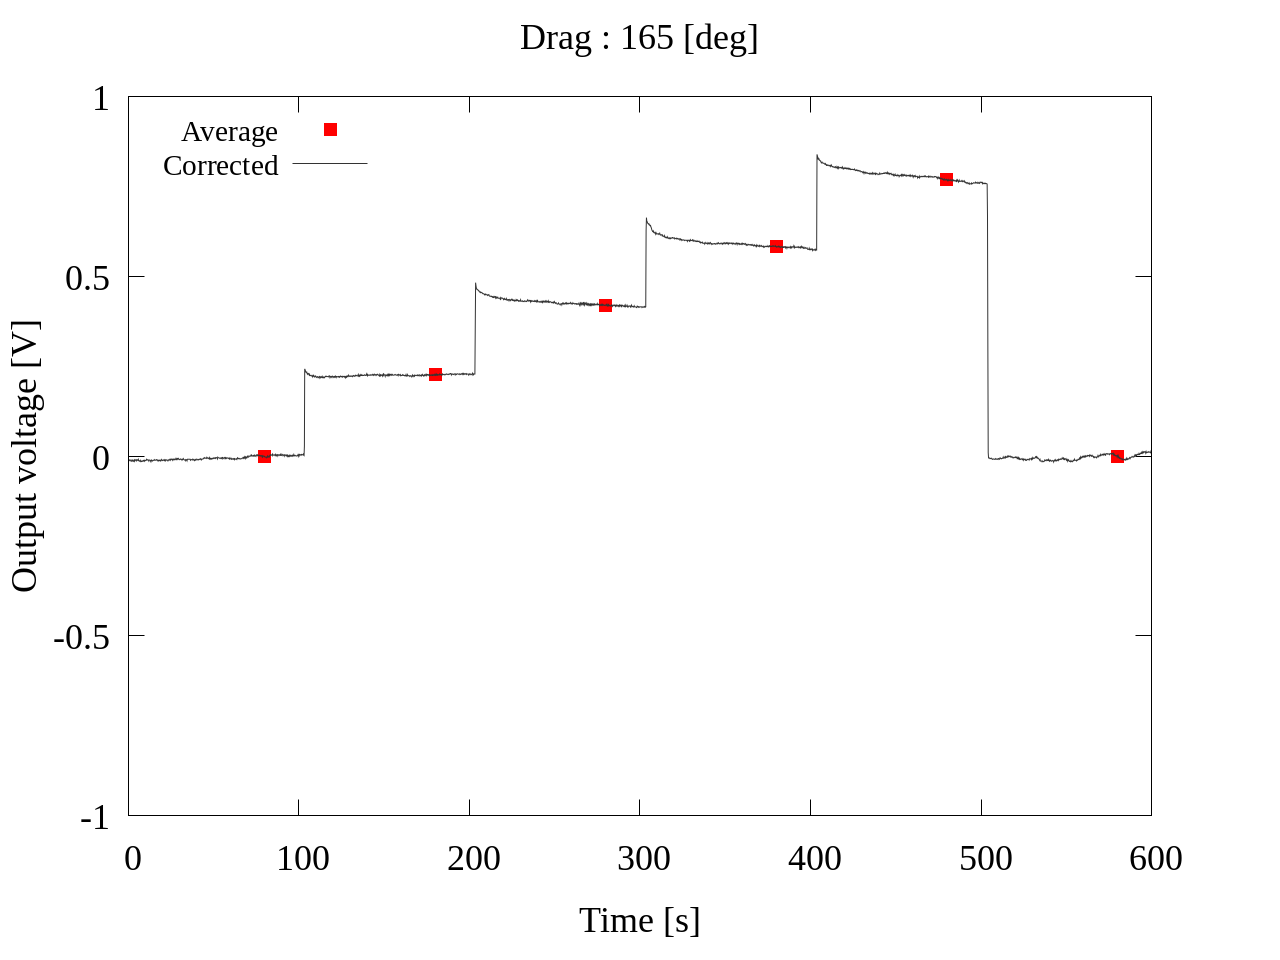 Drag : 165 [deg]
Average
Corrected
1
0.5
0
-0.5
-1
Output voltage [V]
0 100 200 300 400 500 600
Time [s]